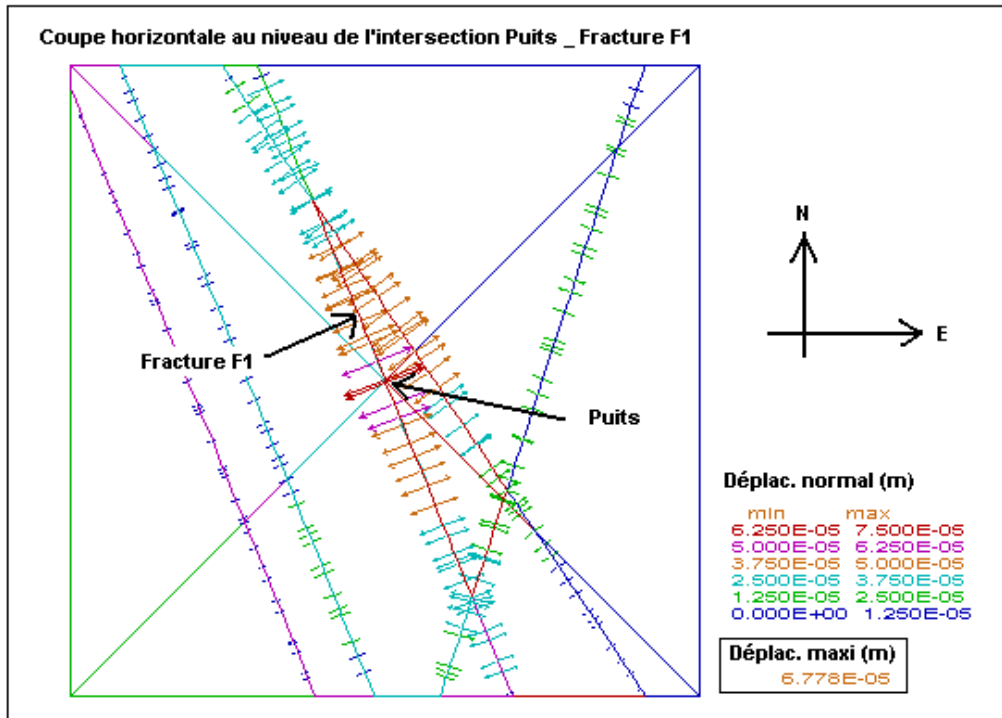 Coupe horizontale au niveau de l'intersection Puits _ Fracture F1
N
E
Fracture F1
Puits
Déplac. normal (m)
min max
6.250E-05 7.500E-05
5.000E-05 6.250E-05
3.750E-05 5.000E-05
2.500E-05 3.750E-05
1.250E-05 2.500E-05
0.000E+00 1.250E-05
Déplac. maxi (m)
6.778E-05